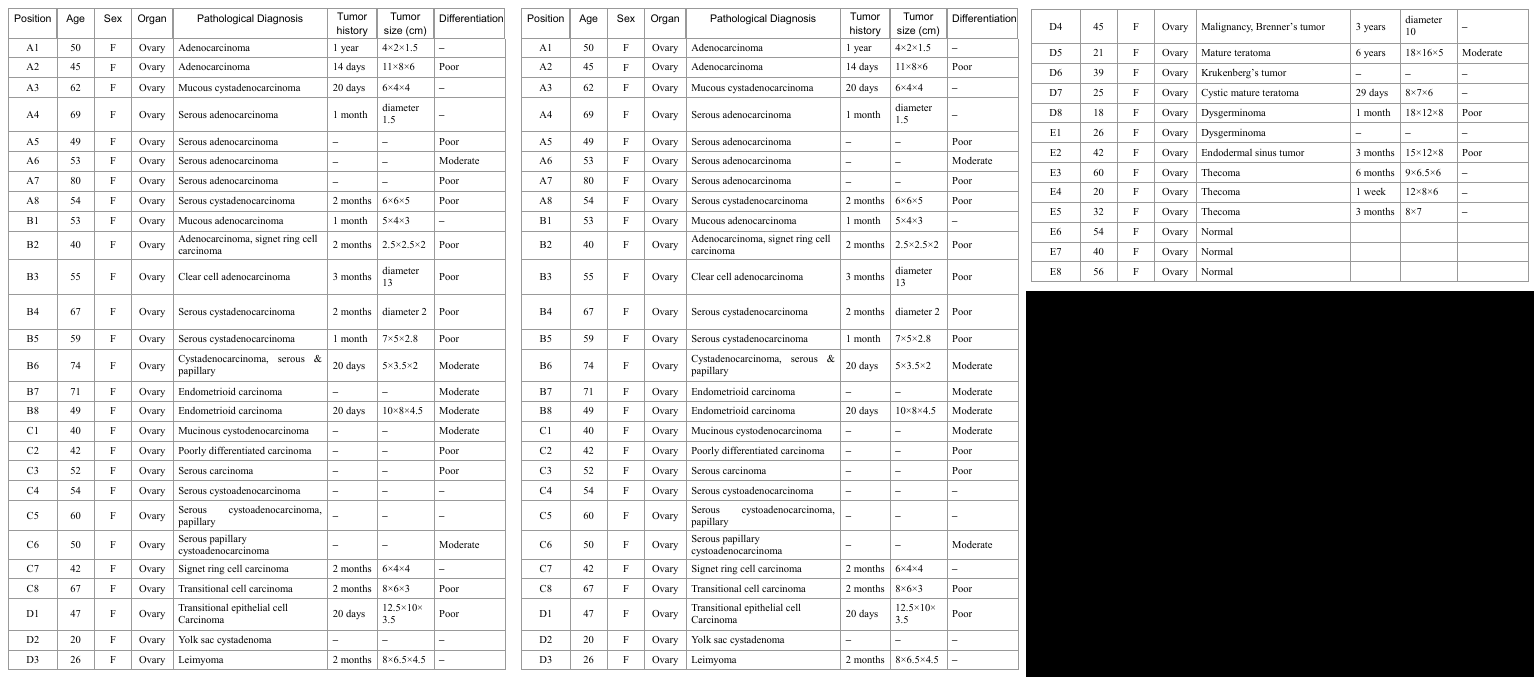 Position Age Sex Organ Pathological Diagnosis Tumor history Tumor size (cm) Differentiation
A1 50 F Ovary Adenocarcinoma 1 year 4×2×1.5 –
A2 45 F Ovary Adenocarcinoma 14 days 11×8×6 Poor
A3 62 F Ovary Mucous cystadenocarcinoma 20 days 6×4×4 –
A4 69 F Ovary Serous adenocarcinoma 1 month diameter 1.5 –
A5 49 F Ovary Serous adenocarcinoma – – Poor
A6 53 F Ovary Serous adenocarcinoma – – Moderate
A7 80 F Ovary Serous adenocarcinoma – – Poor
A8 54 F Ovary Serous cystadenocarcinoma 2 months 6×6×5 Poor
B1 53 F Ovary Mucous adenocarcinoma 1 month 5×4×3 –
B2 40 F Ovary Adenocarcinoma, signet ring cell carcinoma 2 months 2.5×2.5×2 Poor
B3 55 F Ovary Clear cell adenocarcinoma 3 months diameter 13 Poor
B4 67 F Ovary Serous cystadenocarcinoma 2 months diameter 2 Poor
B5 59 F Ovary Serous cystadenocarcinoma 1 month 7×5×2.8 Poor
B6 74 F Ovary Cystadenocarcinoma, serous & papillary 20 days 5×3.5×2 Moderate
B7 71 F Ovary Endometrioid carcinoma – – Moderate
B8 49 F Ovary Endometrioid carcinoma 20 days 10×8×4.5 Moderate
C1 40 F Ovary Mucinous cystodenocarcinoma – – Moderate
C2 42 F Ovary Poorly differentiated carcinoma – – Poor
C3 52 F Ovary Serous carcinoma – – Poor
C4 54 F Ovary Serous cystoadenocarcinoma – – –
C5 60 F Ovary Serous cystoadenocarcinoma, papillary – – –
C6 50 F Ovary Serous papillary cystoadenocarcinoma – – Moderate
C7 42 F Ovary Signet ring cell carcinoma 2 months 6×4×4 –
C8 67 F Ovary Transitional cell carcinoma 2 months 8×6×3 Poor
D1 47 F Ovary Transitional epithelial cell Carcinoma 20 days 12.5×10×3.5 Poor
D2 20 F Ovary Yolk sac cystadenoma – – –
D3 26 F Ovary Leimyoma 2 months 8×6.5×4.5 –
Position Age Sex Organ Pathological Diagnosis Tumor history Tumor size (cm) Differentiation
A1 50 F Ovary Adenocarcinoma 1 year 4×2×1.5 –
A2 45 F Ovary Adenocarcinoma 14 days 11×8×6 Poor
A3 62 F Ovary Mucous cystadenocarcinoma 20 days 6×4×4 –
A4 69 F Ovary Serous adenocarcinoma 1 month diameter 1.5 –
A5 49 F Ovary Serous adenocarcinoma – – Poor
A6 53 F Ovary Serous adenocarcinoma – – Moderate
A7 80 F Ovary Serous adenocarcinoma – – Poor
A8 54 F Ovary Serous cystadenocarcinoma 2 months 6×6×5 Poor
B1 53 F Ovary Mucous adenocarcinoma 1 month 5×4×3 –
B2 40 F Ovary Adenocarcinoma, signet ring cell carcinoma 2 months 2.5×2.5×2 Poor
B3 55 F Ovary Clear cell adenocarcinoma 3 months diameter 13 Poor
B4 67 F Ovary Serous cystadenocarcinoma 2 months diameter 2 Poor
B5 59 F Ovary Serous cystadenocarcinoma 1 month 7×5×2.8 Poor
B6 74 F Ovary Cystadenocarcinoma, serous & papillary 20 days 5×3.5×2 Moderate
B7 71 F Ovary Endometrioid carcinoma – – Moderate
B8 49 F Ovary Endometrioid carcinoma 20 days 10×8×4.5 Moderate
C1 40 F Ovary Mucinous cystodenocarcinoma – – Moderate
C2 42 F Ovary Poorly differentiated carcinoma – – Poor
C3 52 F Ovary Serous carcinoma – – Poor
C4 54 F Ovary Serous cystoadenocarcinoma – – –
C5 60 F Ovary Serous cystoadenocarcinoma, papillary – – –
C6 50 F Ovary Serous papillary cystoadenocarcinoma – – Moderate
C7 42 F Ovary Signet ring cell carcinoma 2 months 6×4×4 –
C8 67 F Ovary Transitional cell carcinoma 2 months 8×6×3 Poor
D1 47 F Ovary Transitional epithelial cell Carcinoma 20 days 12.5×10×3.5 Poor
D2 20 F Ovary Yolk sac cystadenoma – – –
D3 26 F Ovary Leimyoma 2 months 8×6.5×4.5 –
D4 45 F Ovary Malignancy, Brenner’s tumor 3 years diameter 10 –
D5 21 F Ovary Mature teratoma 6 years 18×16×5 Moderate
D6 39 F Ovary Krukenberg’s tumor – – –
D7 25 F Ovary Cystic mature teratoma 29 days 8×7×6 –
D8 18 F Ovary Dysgerminoma 1 month 18×12×8 Poor
E1 26 F Ovary Dysgerminoma – – –
E2 42 F Ovary Endodermal sinus tumor 3 months 15×12×8 Poor
E3 60 F Ovary Thecoma 6 months 9×6.5×6 –
E4 20 F Ovary Thecoma 1 week 12×8×6 –
E5 32 F Ovary Thecoma 3 months 8×7 –
E6 54 F Ovary Normal
E7 40 F Ovary Normal
E8 56 F Ovary Normal